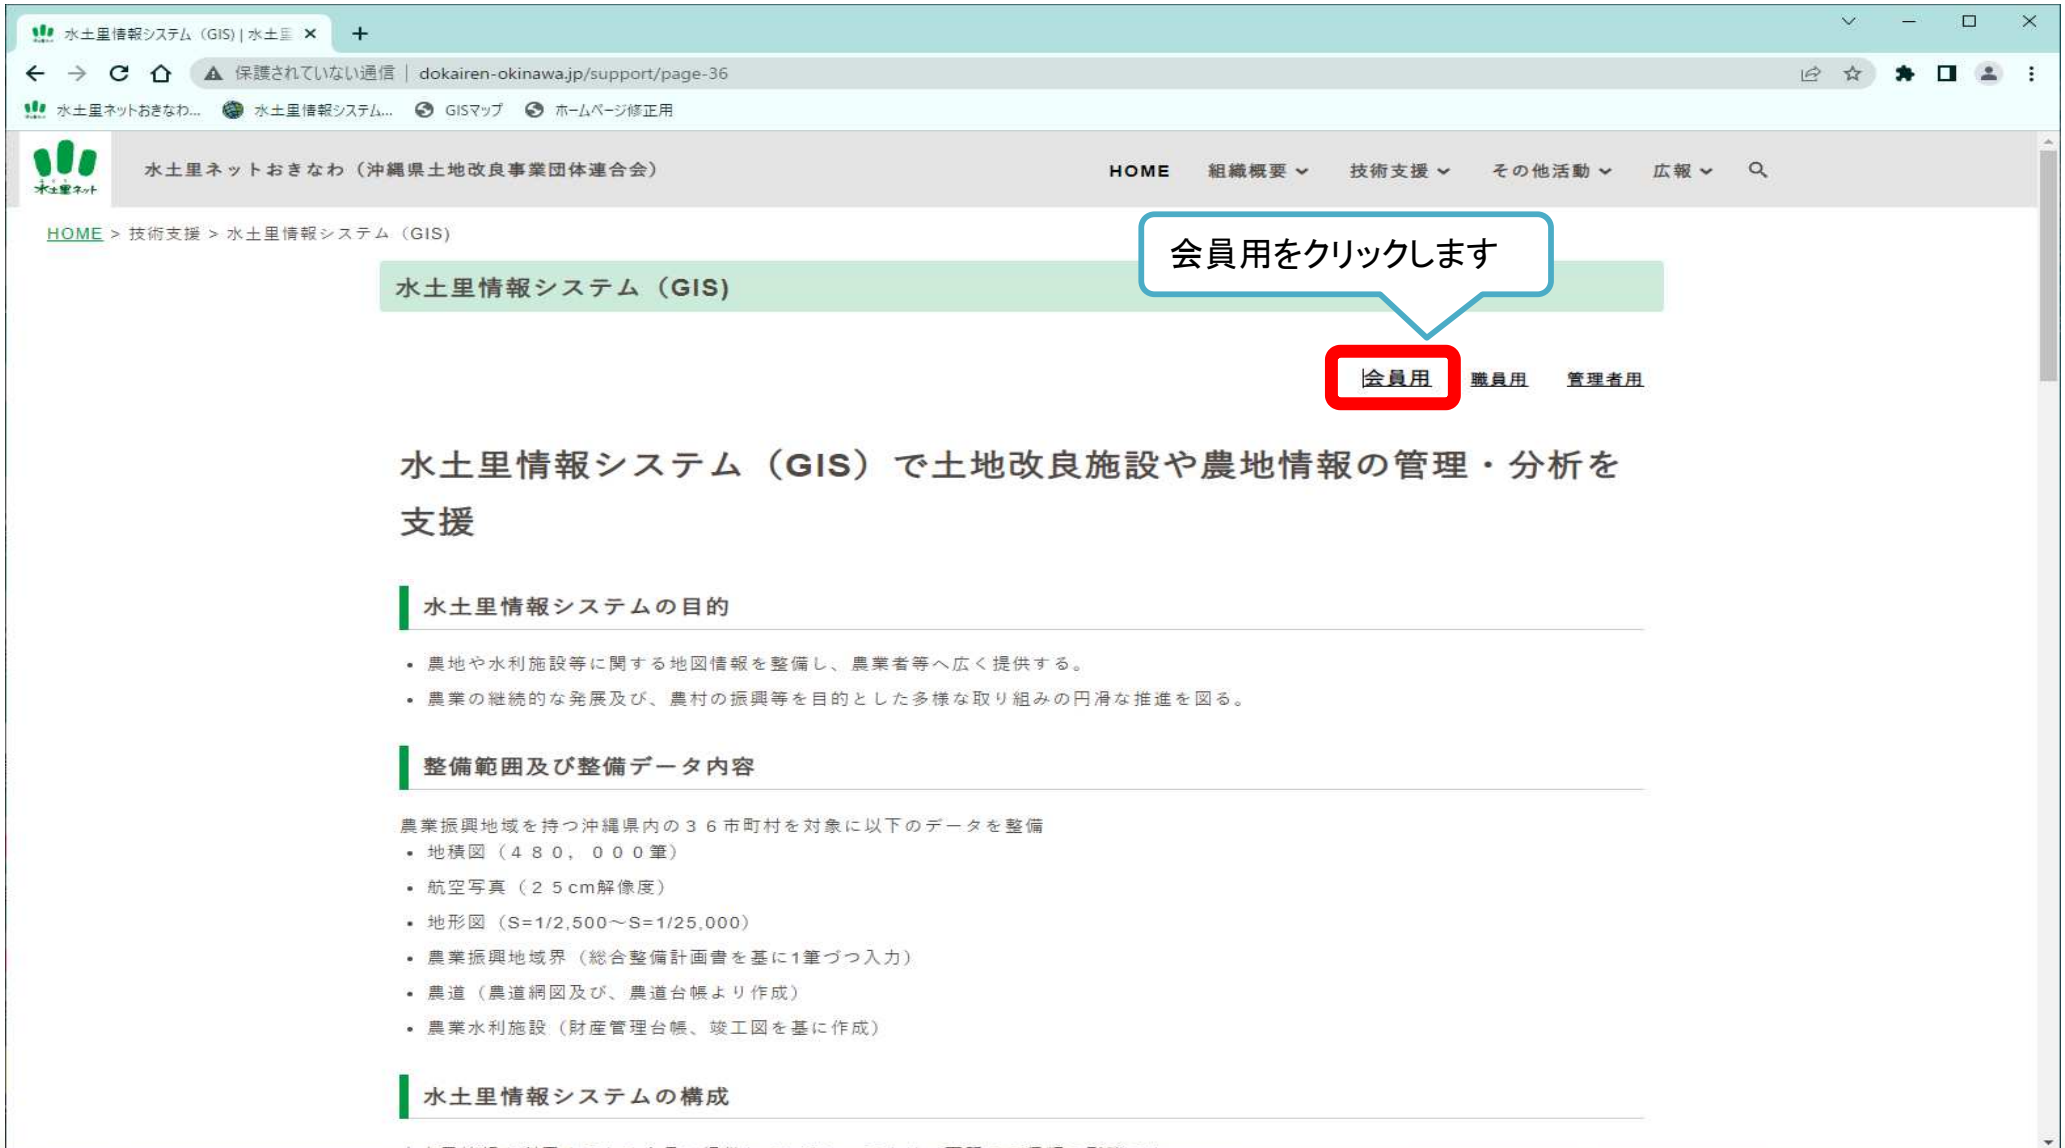 水土里情報システム（GIS) | 水土里
保護されていない通信 | dokairen-okinawa.jp/support/page-36
水土里ネットおきなわ... 水土里情報システム... GISマップ ホームページ修正用
水土里ネット
水土里ネットおきなわ（沖縄県土地改良事業団体連合会）
HOME 組織概要 技術支援 その他活動 広報
HOME > 技術支援 > 水土里情報システム（GIS)
会員用をクリックします
水土里情報システム（GIS)
会員用 職員用 管理者用
水土里情報システム（GIS）で土地改良施設や農地情報の管理・分析を
支援
水土里情報システムの目的
• 農地や水利施設等に関する地図情報を整備し、農業者等へ広く提供する。
• 農業の継続的な発展及び、農村の振興等を目的とした多様な取り組みの円滑な推進を図る。
整備範囲及び整備データ内容
農業振興地域を持つ沖縄県内の３６市町村を対象に以下のデータを整備
• 地積図（４８０，０００筆）
• 航空写真（２５cm解像度）
• 地形図（S=1/2,500～S=1/25,000）
• 農業振興地域界（総合整備計画書を基に1筆づつ入力）
• 農道（農道網図及び、農道台帳より作成）
• 農業水利施設（財産管理台帳、竣工図を基に作成）
水土里情報システムの構成